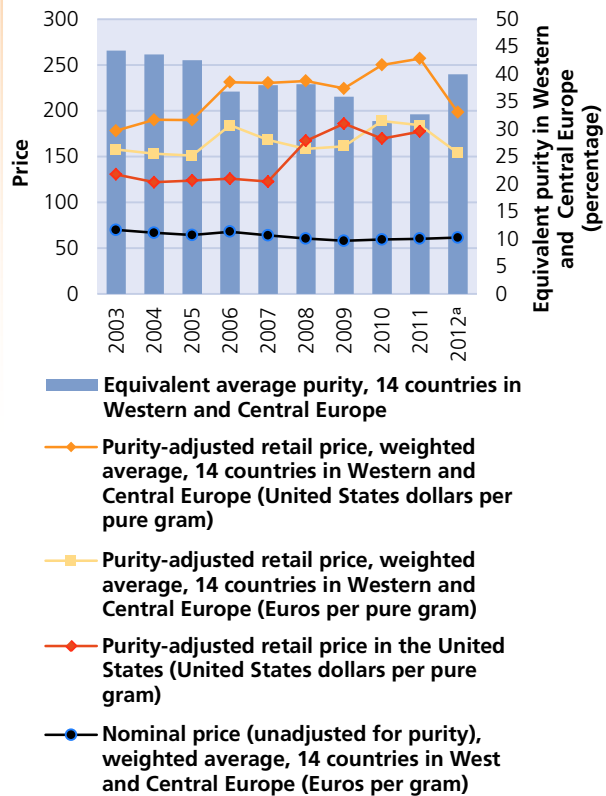 300
250
200
150
100
50
0
Price
50
45
40
35
30
25
20
15
10
5
0
Equivalent purity in Western
and Central Europe
(percentage)
2003
2004
2005
2006
2007
2008
2009
2010
2011
2012ª
Equivalent average purity, 14 countries in
Western and Central Europe
Purity-adjusted retail price, weighted
average, 14 countries in Western and
Central Europe (United States dollars per
pure gram)
Purity-adjusted retail price, weighted
average, 14 countries in Western and
Central Europe (Euros per pure gram)
Purity-adjusted retail price in the United
States (United States dollars per pure
gram)
Nominal price (unadjusted for purity),
weighted average, 14 countries in West
and Central Europe (Euros per gram)